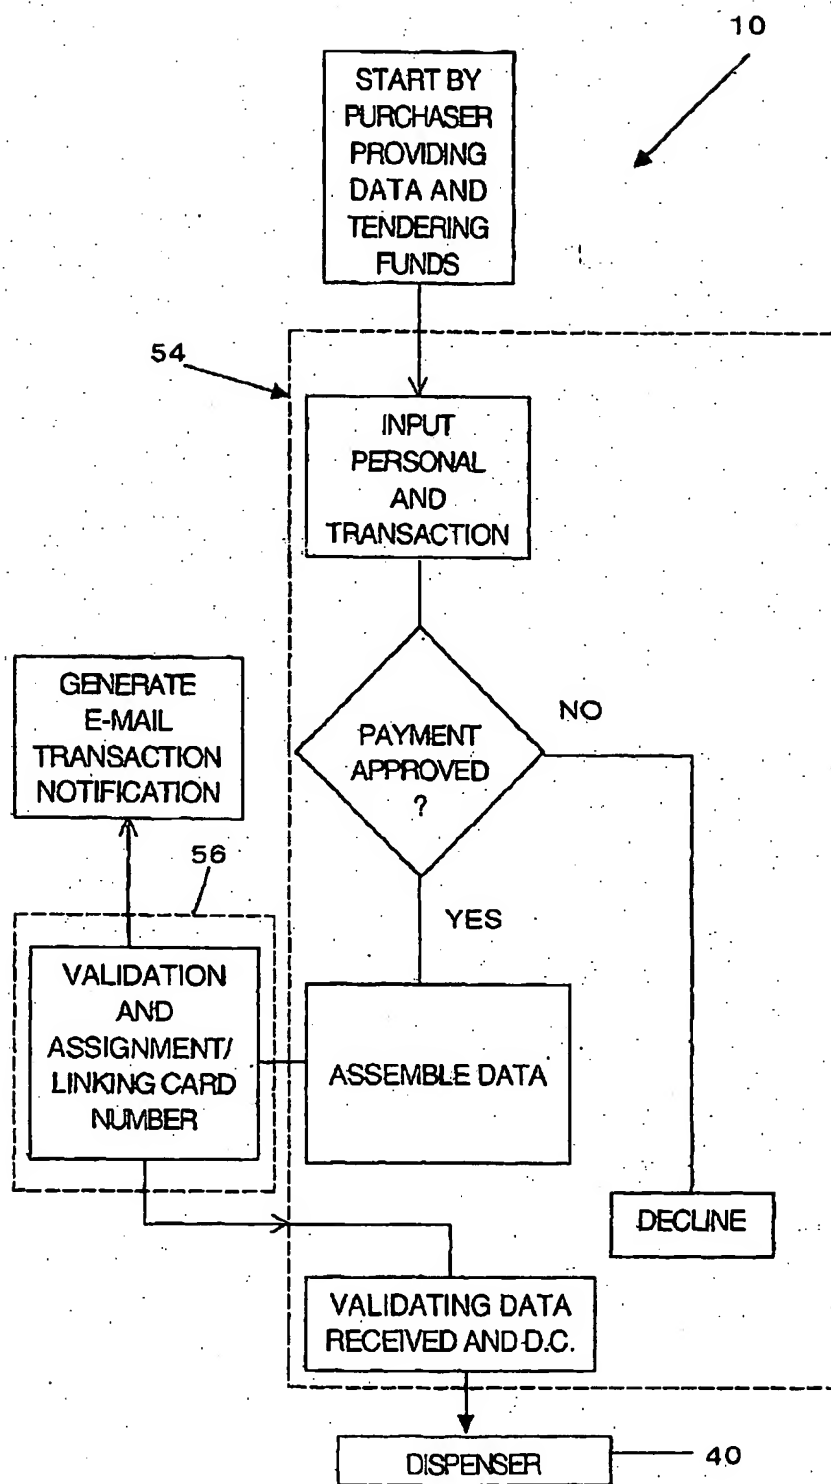 10
START BY
PURCHASER
PROVIDING
DATA AND
TENDERING
FUNDS
54
INPUT
PERSONAL
AND
TRANSACTION
GENERATE
E-MAIL
TRANSACTION
NOTIFICATION
PAYMENT
APPROVED
?
NO
56
YES
VALIDATION
AND
ASSIGNMENT/
LINKING CARD
NUMBER
ASSEMBLE DATA
DECLINE
VALIDATING DATA
RECEIVED AND D.C.
DISPENSER
40